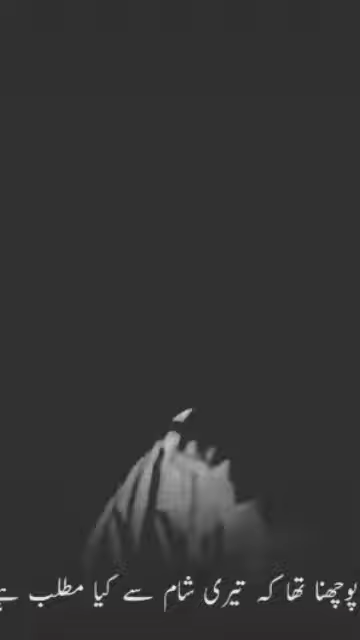 پوچھنا تھا کہ تیری شام سے کیا مطلب ہے